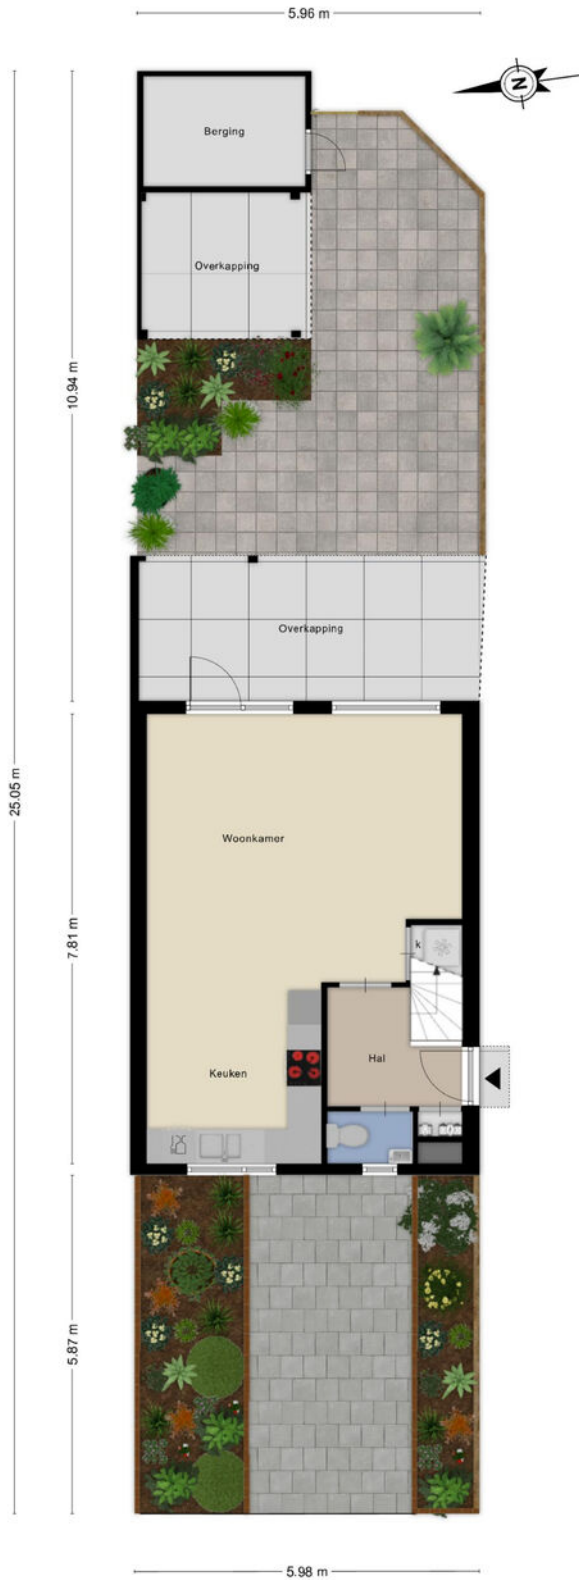 5.96 m
N
Berging
Overkapping
10.94 m
Overkapping
25.05 m
Woonkamer
7.81 m
k
Hal
Keuken
5.87 m
5.98 m